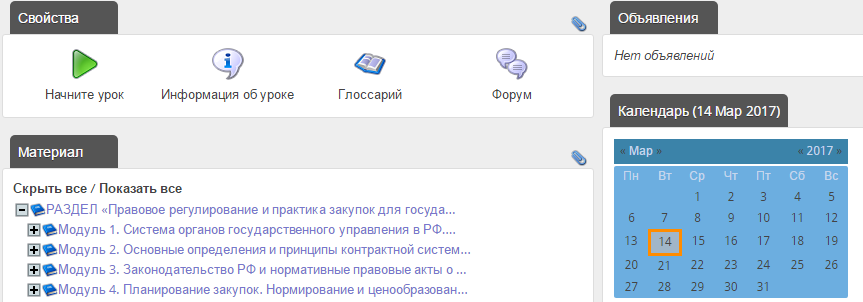 Свойства
Начните урок
Информация об уроке
Глоссарий
Форум
Материал
Скрыть все / Показать все
РАЗДЕЛ «Правовое регулирование и практика закупок для госуда...
Модуль 1. Система органов государственного управления в РФ....
Модуль 2. Основные определения и принципы контрактной систем...
Модуль 3. Законодательство РФ и нормативные правовые акты о ...
Модуль 4. Планирование закупок. Нормирование и ценообразован...
Объявления
Нет объявлений
Календарь (14 Мар 2017)
« Мар » « 2017 »
Пн Вт Ср Чт Пт Сб Вс
1 2 3 4 5
6 7 8 9 10 11 12
13 14 15 16 17 18 19
20 21 22 23 24 25 26
27 28 29 30 31